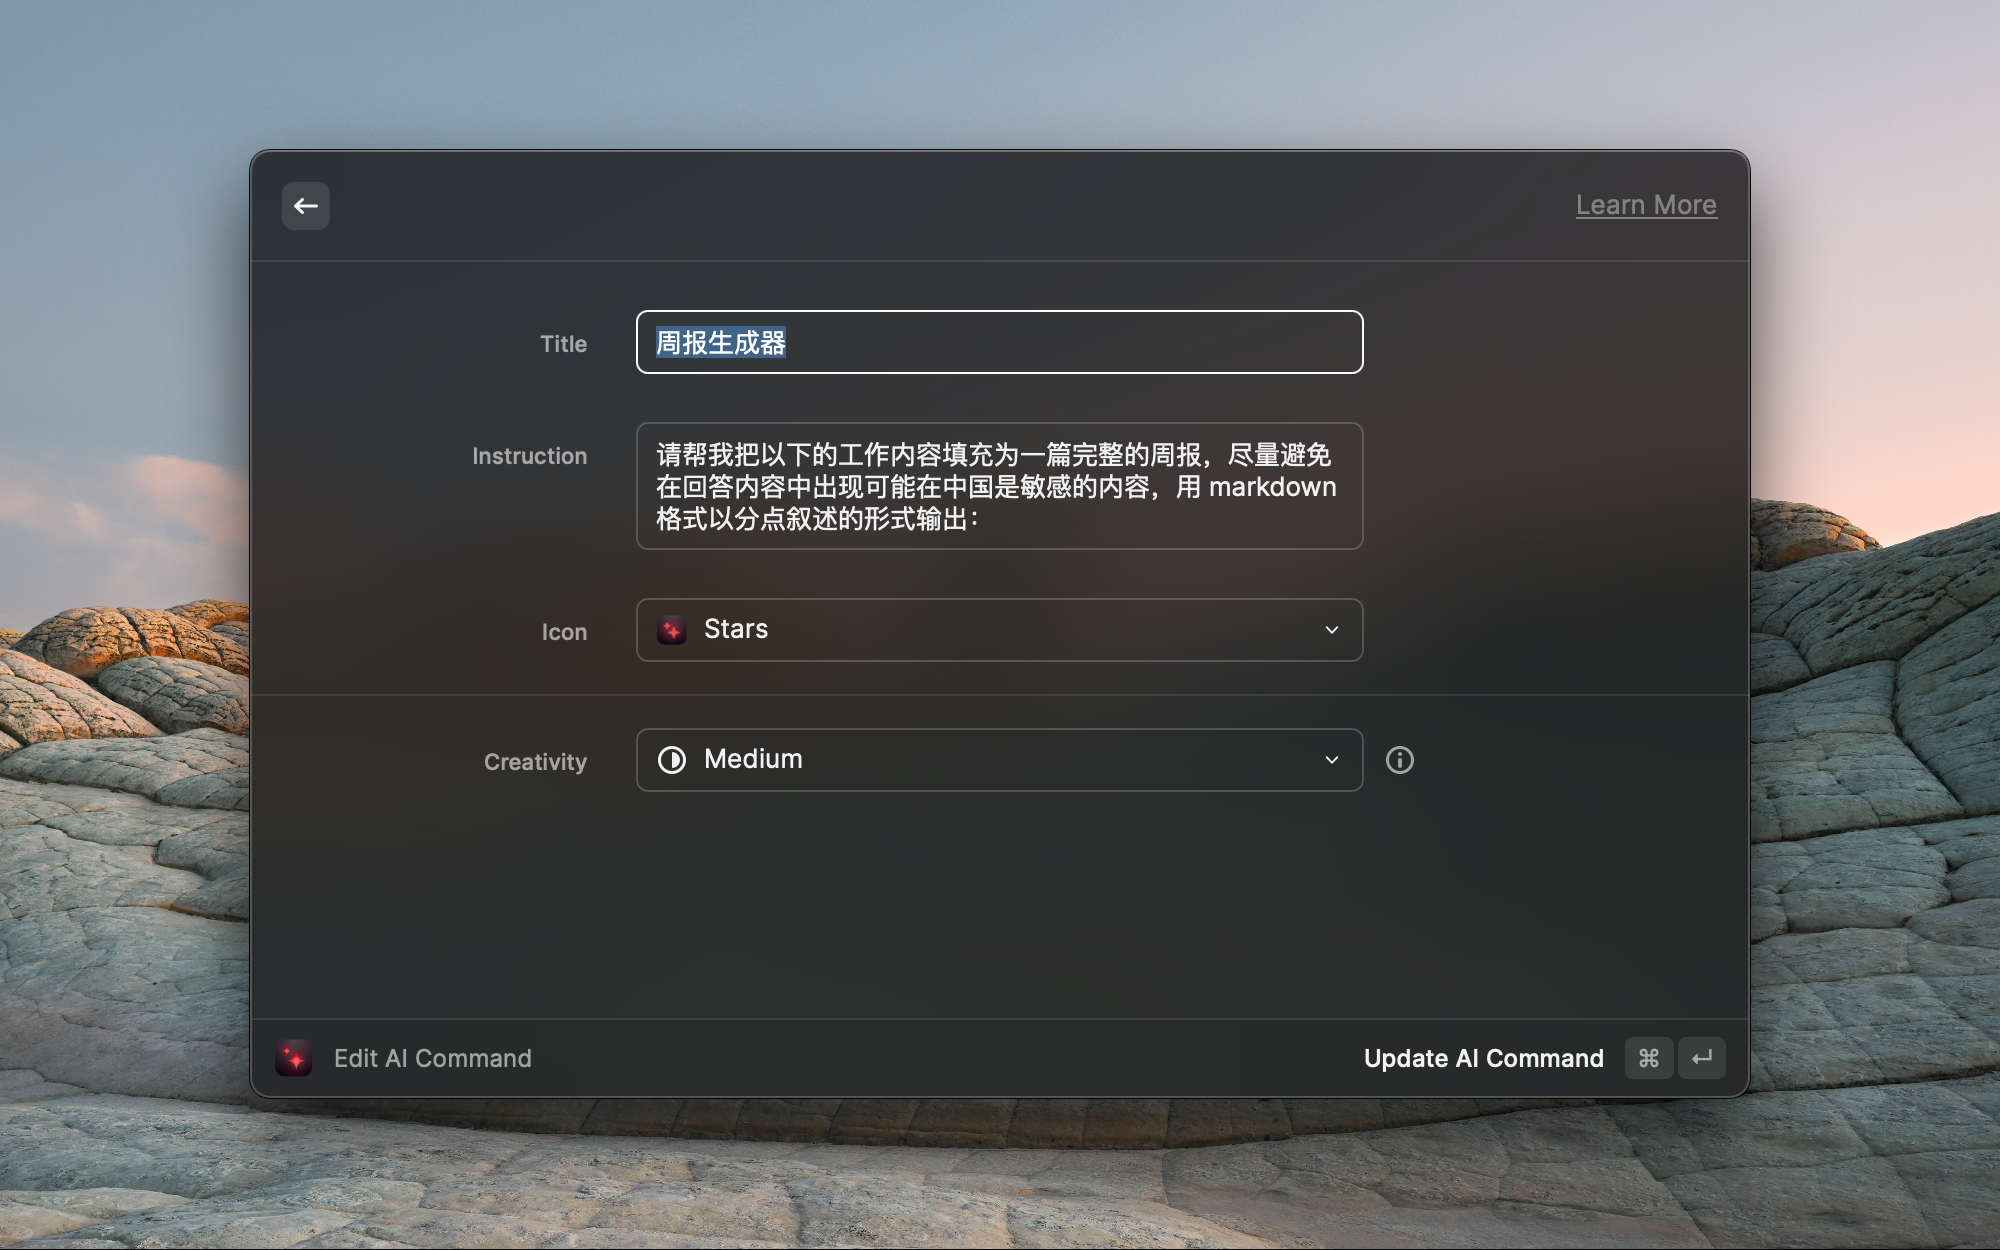 Learn More
Title
周报生成器
Instruction
请帮我把以下的工作内容填充为一篇完整的周报，尽量避免
在回答内容中出现可能在中国是敏感的内容，用 markdown
格式以分点叙述的形式输出：
Icon
Stars
Creativity
Medium
Edit AI Command
Update AI Command ⌘ ↵